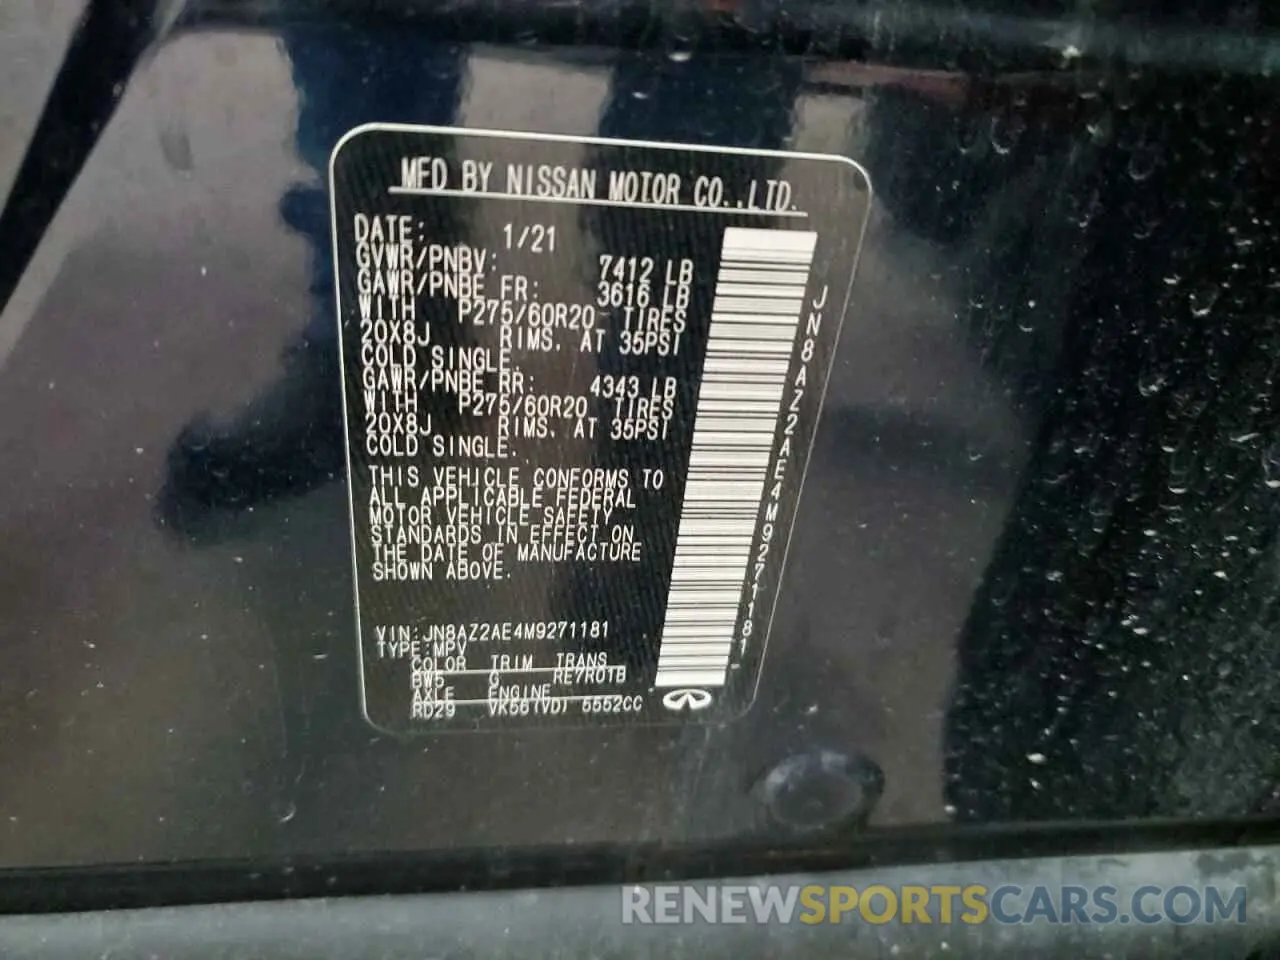 MFD BY NISSAN MOTOR CO.,LTD.
DATE: 1/21
GVWR/PNBV: 7412 LB
GAWR/PNBE FR: 3616 LB
WITH P275/60R20 TIRES
20X8J RIMS. AT 35PSI
COLD SINGLE.
GAWR/PNBE RR: 4343 LB
WITH P275/60R20 TIRES
20X8J RIMS. AT 35PSI
COLD SINGLE.
THIS VEHICLE CONFORMS TO
ALL APPLICABLE FEDERAL
MOTOR VEHICLE SAFETY
STANDARDS IN EFFECT ON
THE DATE OF MANUFACTURE
SHOWN ABOVE.
VIN:JN8AZ2AE4M9271181
TYPE:MPV
COLOR TRIM TRANS
BW5 G RE7R01B
AXLE ENGINE
RD29 VK56(VD) 5552CC
JN8AZ2AE4M9271181
RENEWSPORTSCARS.COM